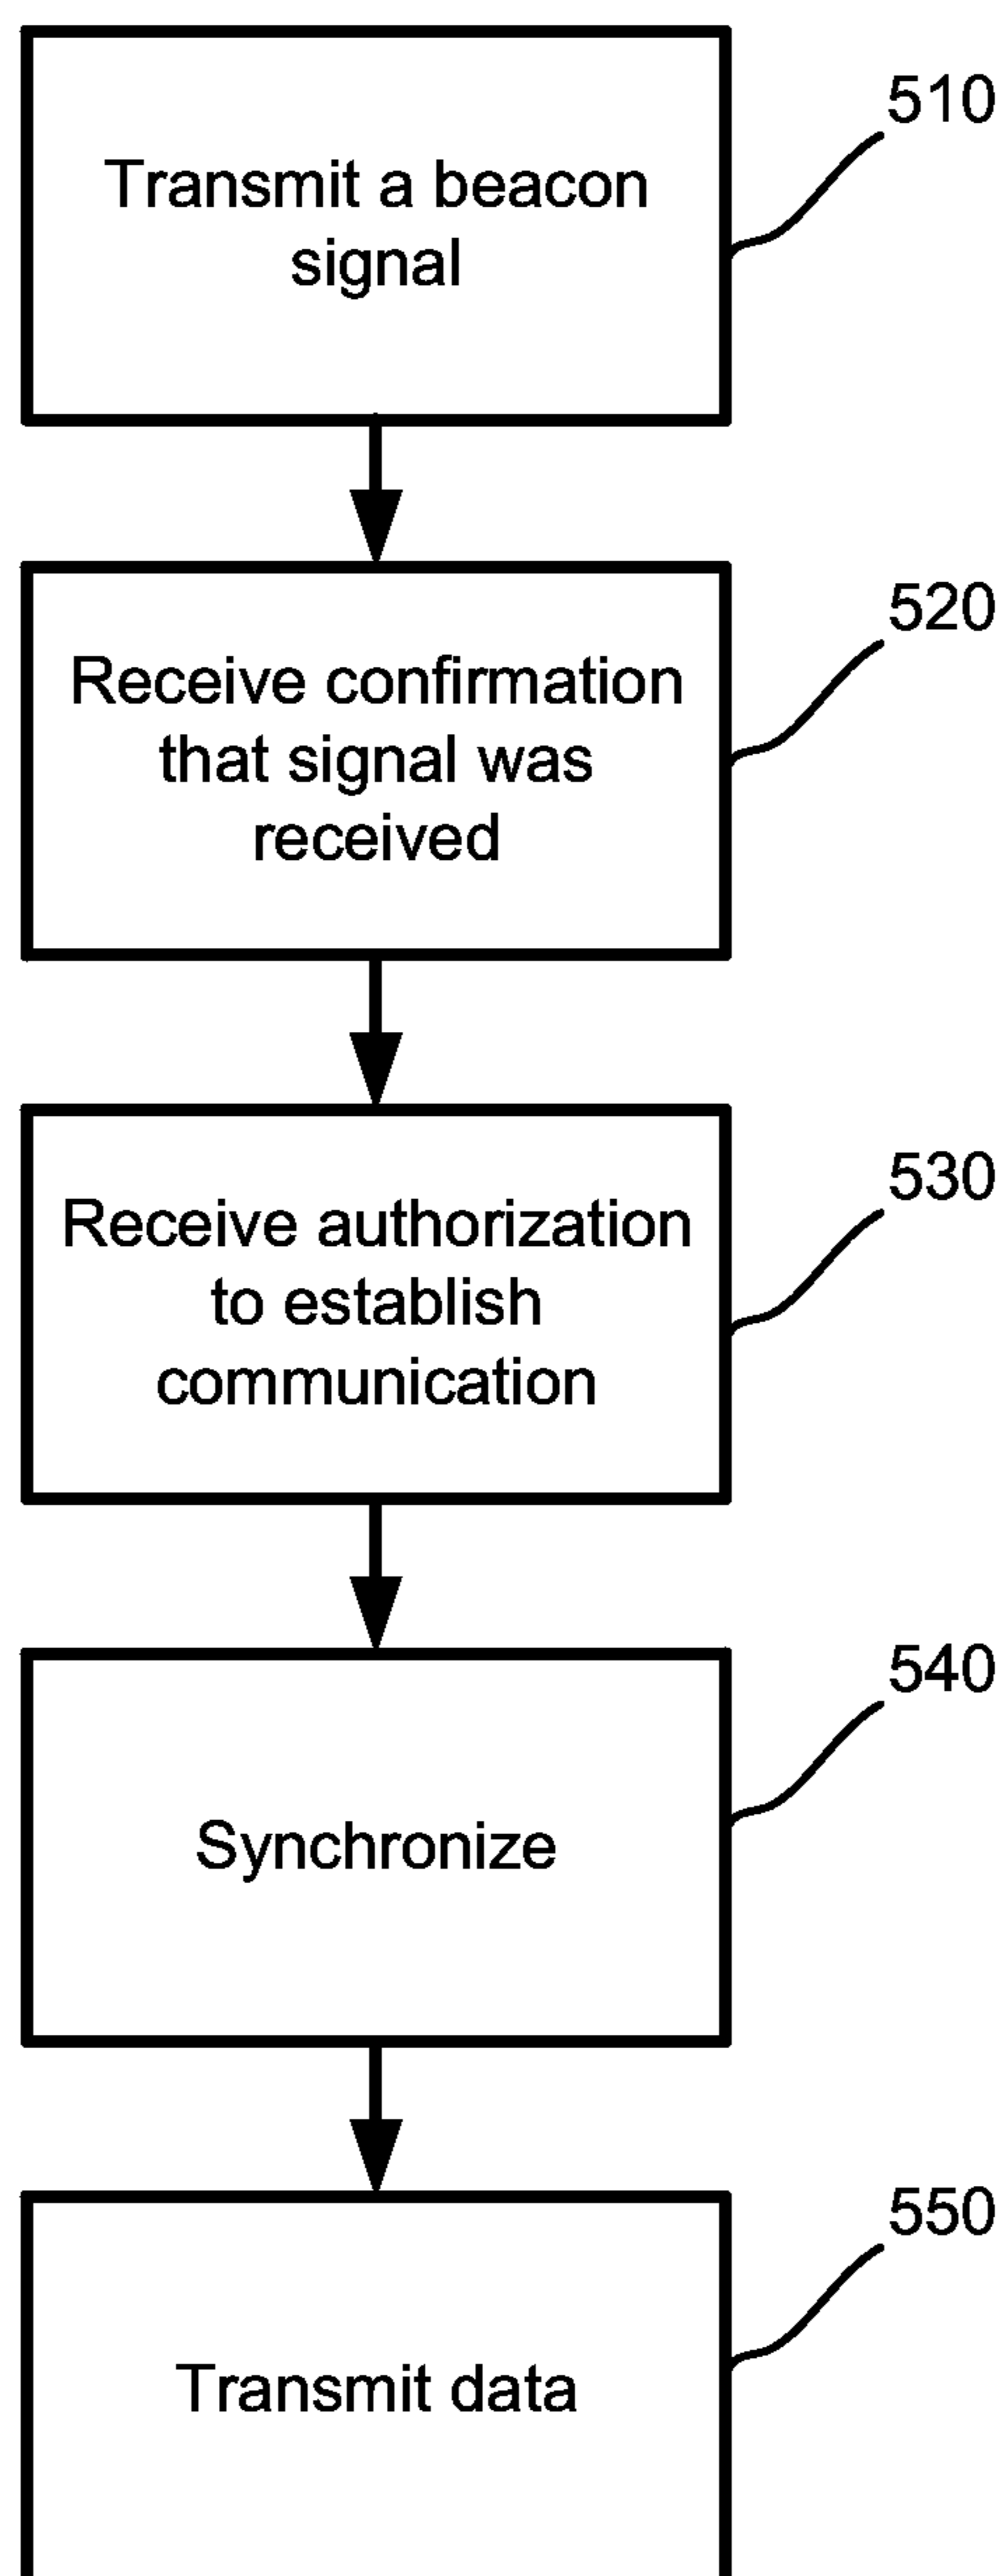 510
Transmit a beacon
signal
520
Receive confirmation
that signal was
received
530
Receive authorization
to establish
communication
540
Synchronize
550
Transmit data